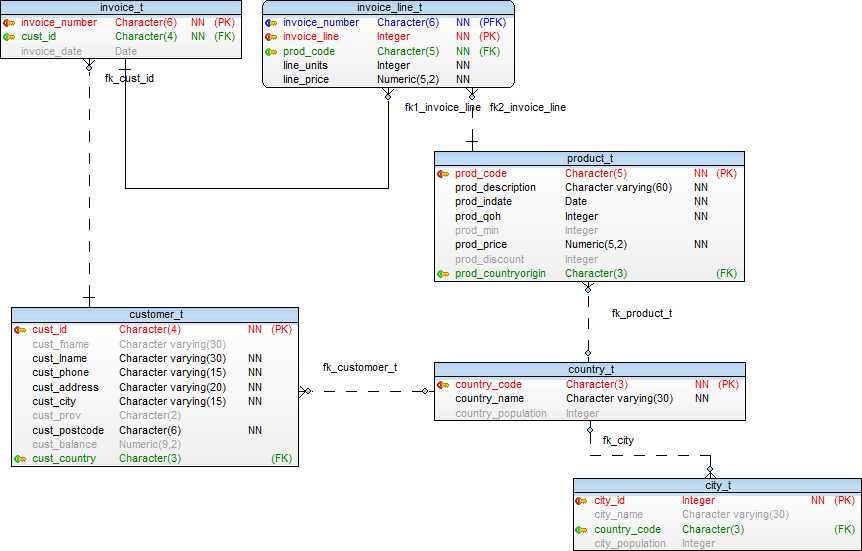 invoice_t
invoice_number Character(6) NN (PK)
cust_id Character(4) NN (FK)
invoice_date Date
invoice_line_t
invoice_number Character(6) NN (PFK)
invoice_line Integer NN (PK)
prod_code Character(5) NN (FK)
line_units Integer NN
line_price Numeric(5,2) NN
fk_cust_id
fk1_invoice_line
fk2_invoice_line
product_t
prod_code Character(5) NN (PK)
prod_description Character varying(60) NN
prod_indate Date NN
prod_qoh Integer NN
prod_min Integer
prod_price Numeric(5,2) NN
prod_discount Integer
prod_countryorigin Character(3) (FK)
fk_product_t
customer_t
cust_id Character(4) NN (PK)
cust_fname Character varying(30)
cust_lname Character varying(30) NN
cust_phone Character varying(15) NN
cust_address Character varying(20) NN
cust_city Character varying(15) NN
cust_prov Character(2)
cust_postcode Character(6) NN
cust_balance Numeric(9,2)
cust_country Character(3) (FK)
fk_customoer_t
country_t
country_code Character(3) NN (PK)
country_name Character varying(30) NN
country_population Integer
fk_city
city_t
city_id Integer NN (PK)
city_name Character varying(30)
country_code Character(3) (FK)
city_population Integer